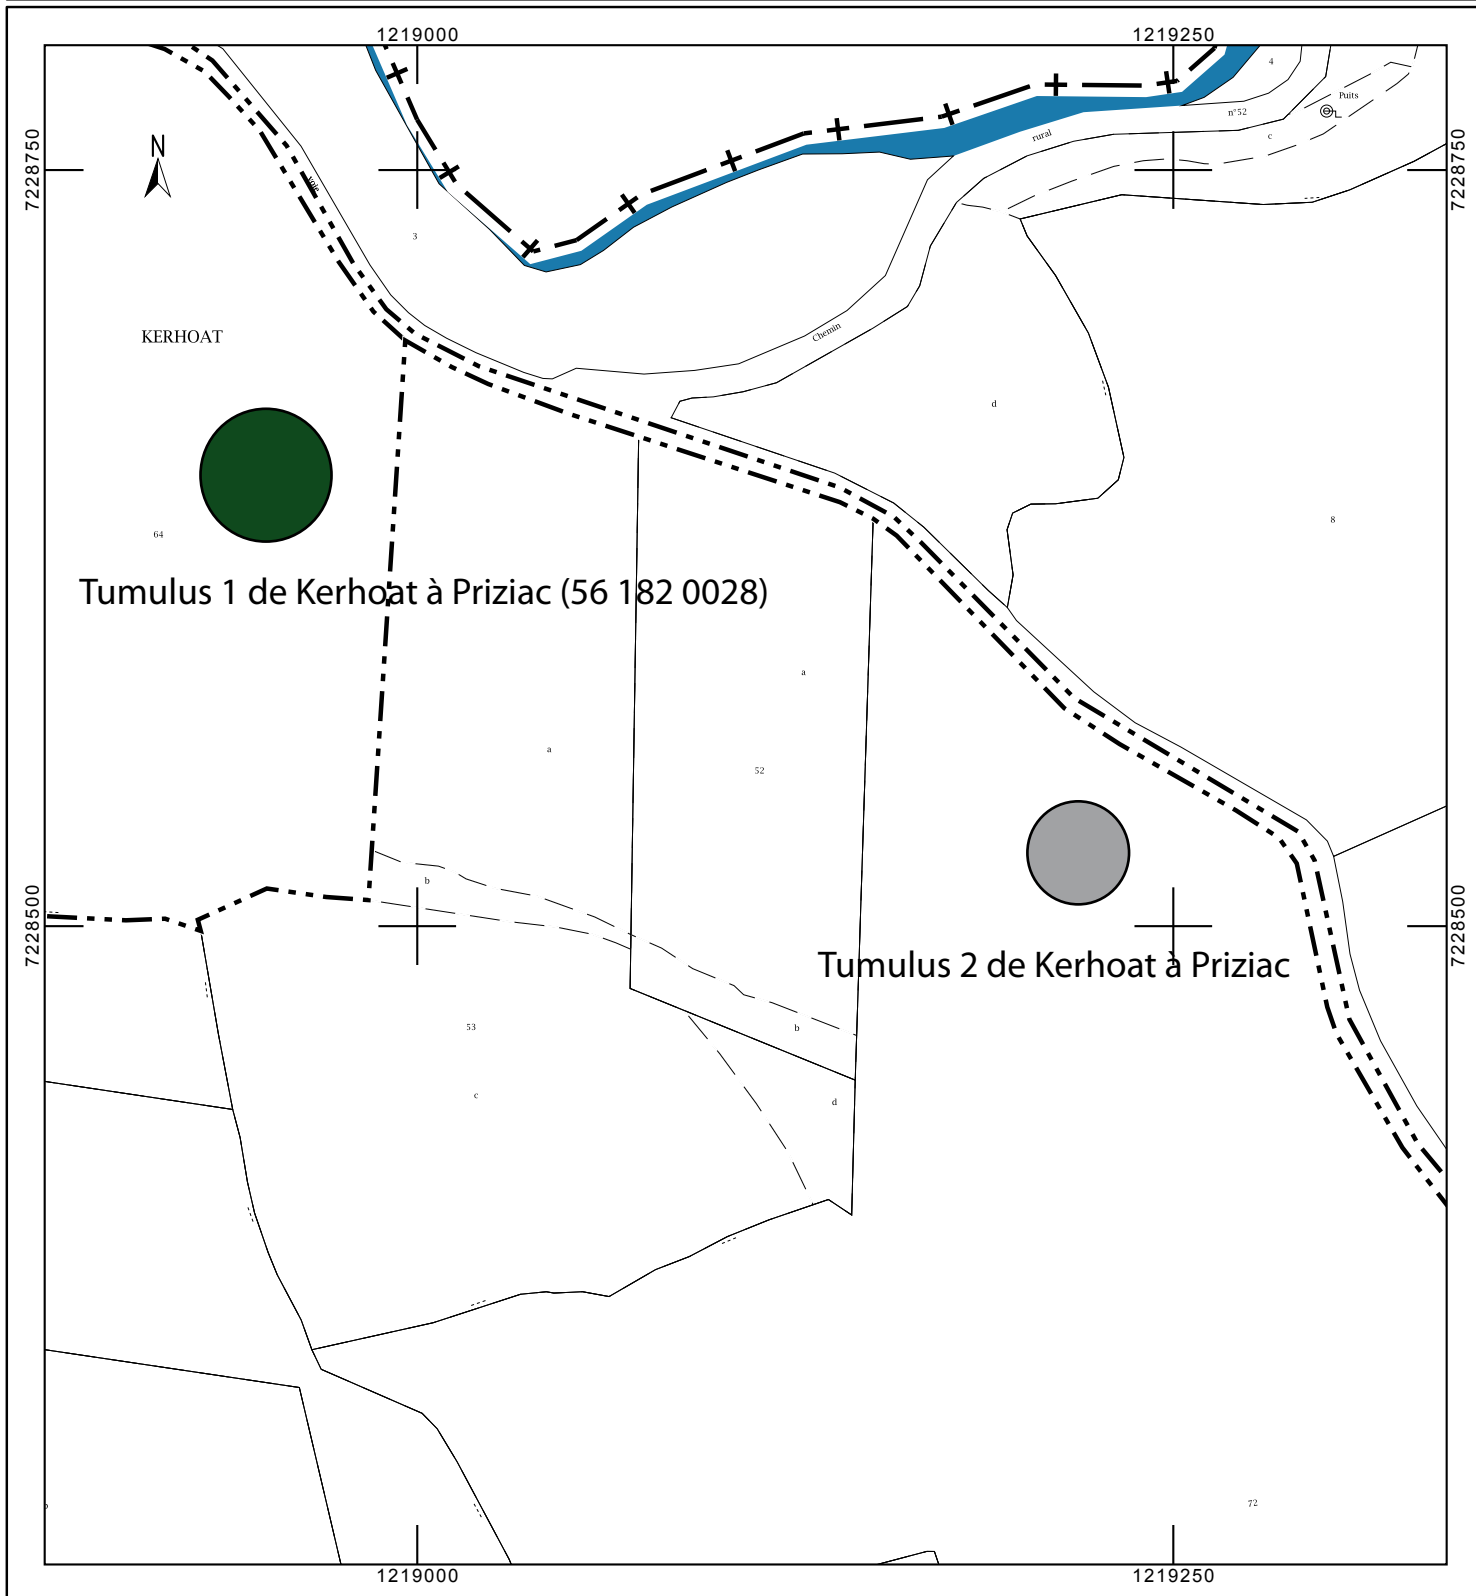 1219000 1219250
4
Puits
n°52
rural
c
N
7228750 7228750
voie
3
Chemin
KERHOAT
d
8
64
Tumulus 1 de Kerhoat à Priziac (56 182 0028)
a
a
52
b
7228500 7228500
Tumulus 2 de Kerhoat à Priziac
53
b
c
d
72
1219000 1219250